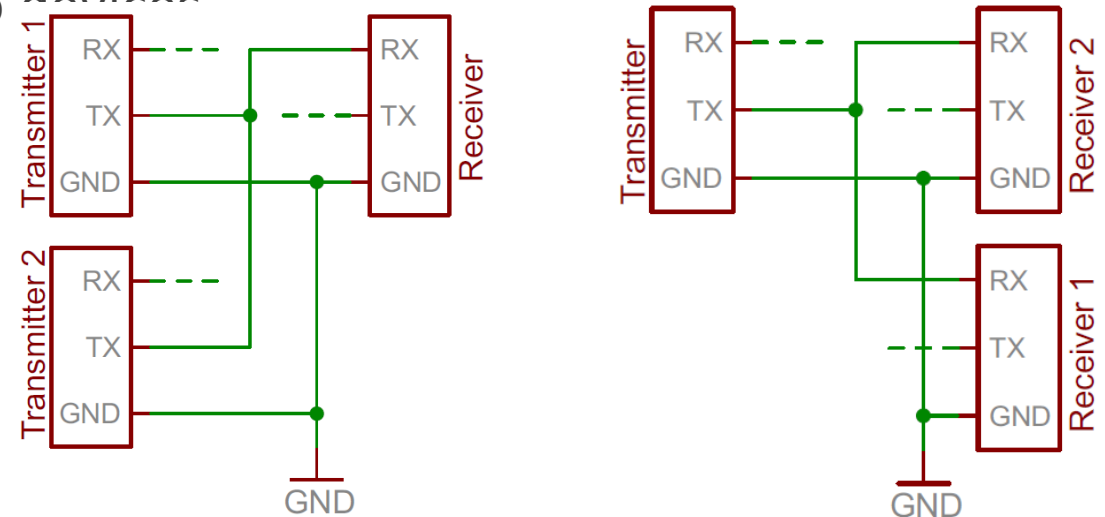 Transmitter 1
RX
TX
GND
RX
TX
GND
Receiver
Transmitter 2
RX
TX
GND
GND
Transmitter
RX
TX
GND
RX
TX
GND
Receiver 2
RX
TX
GND
Receiver 1
GND